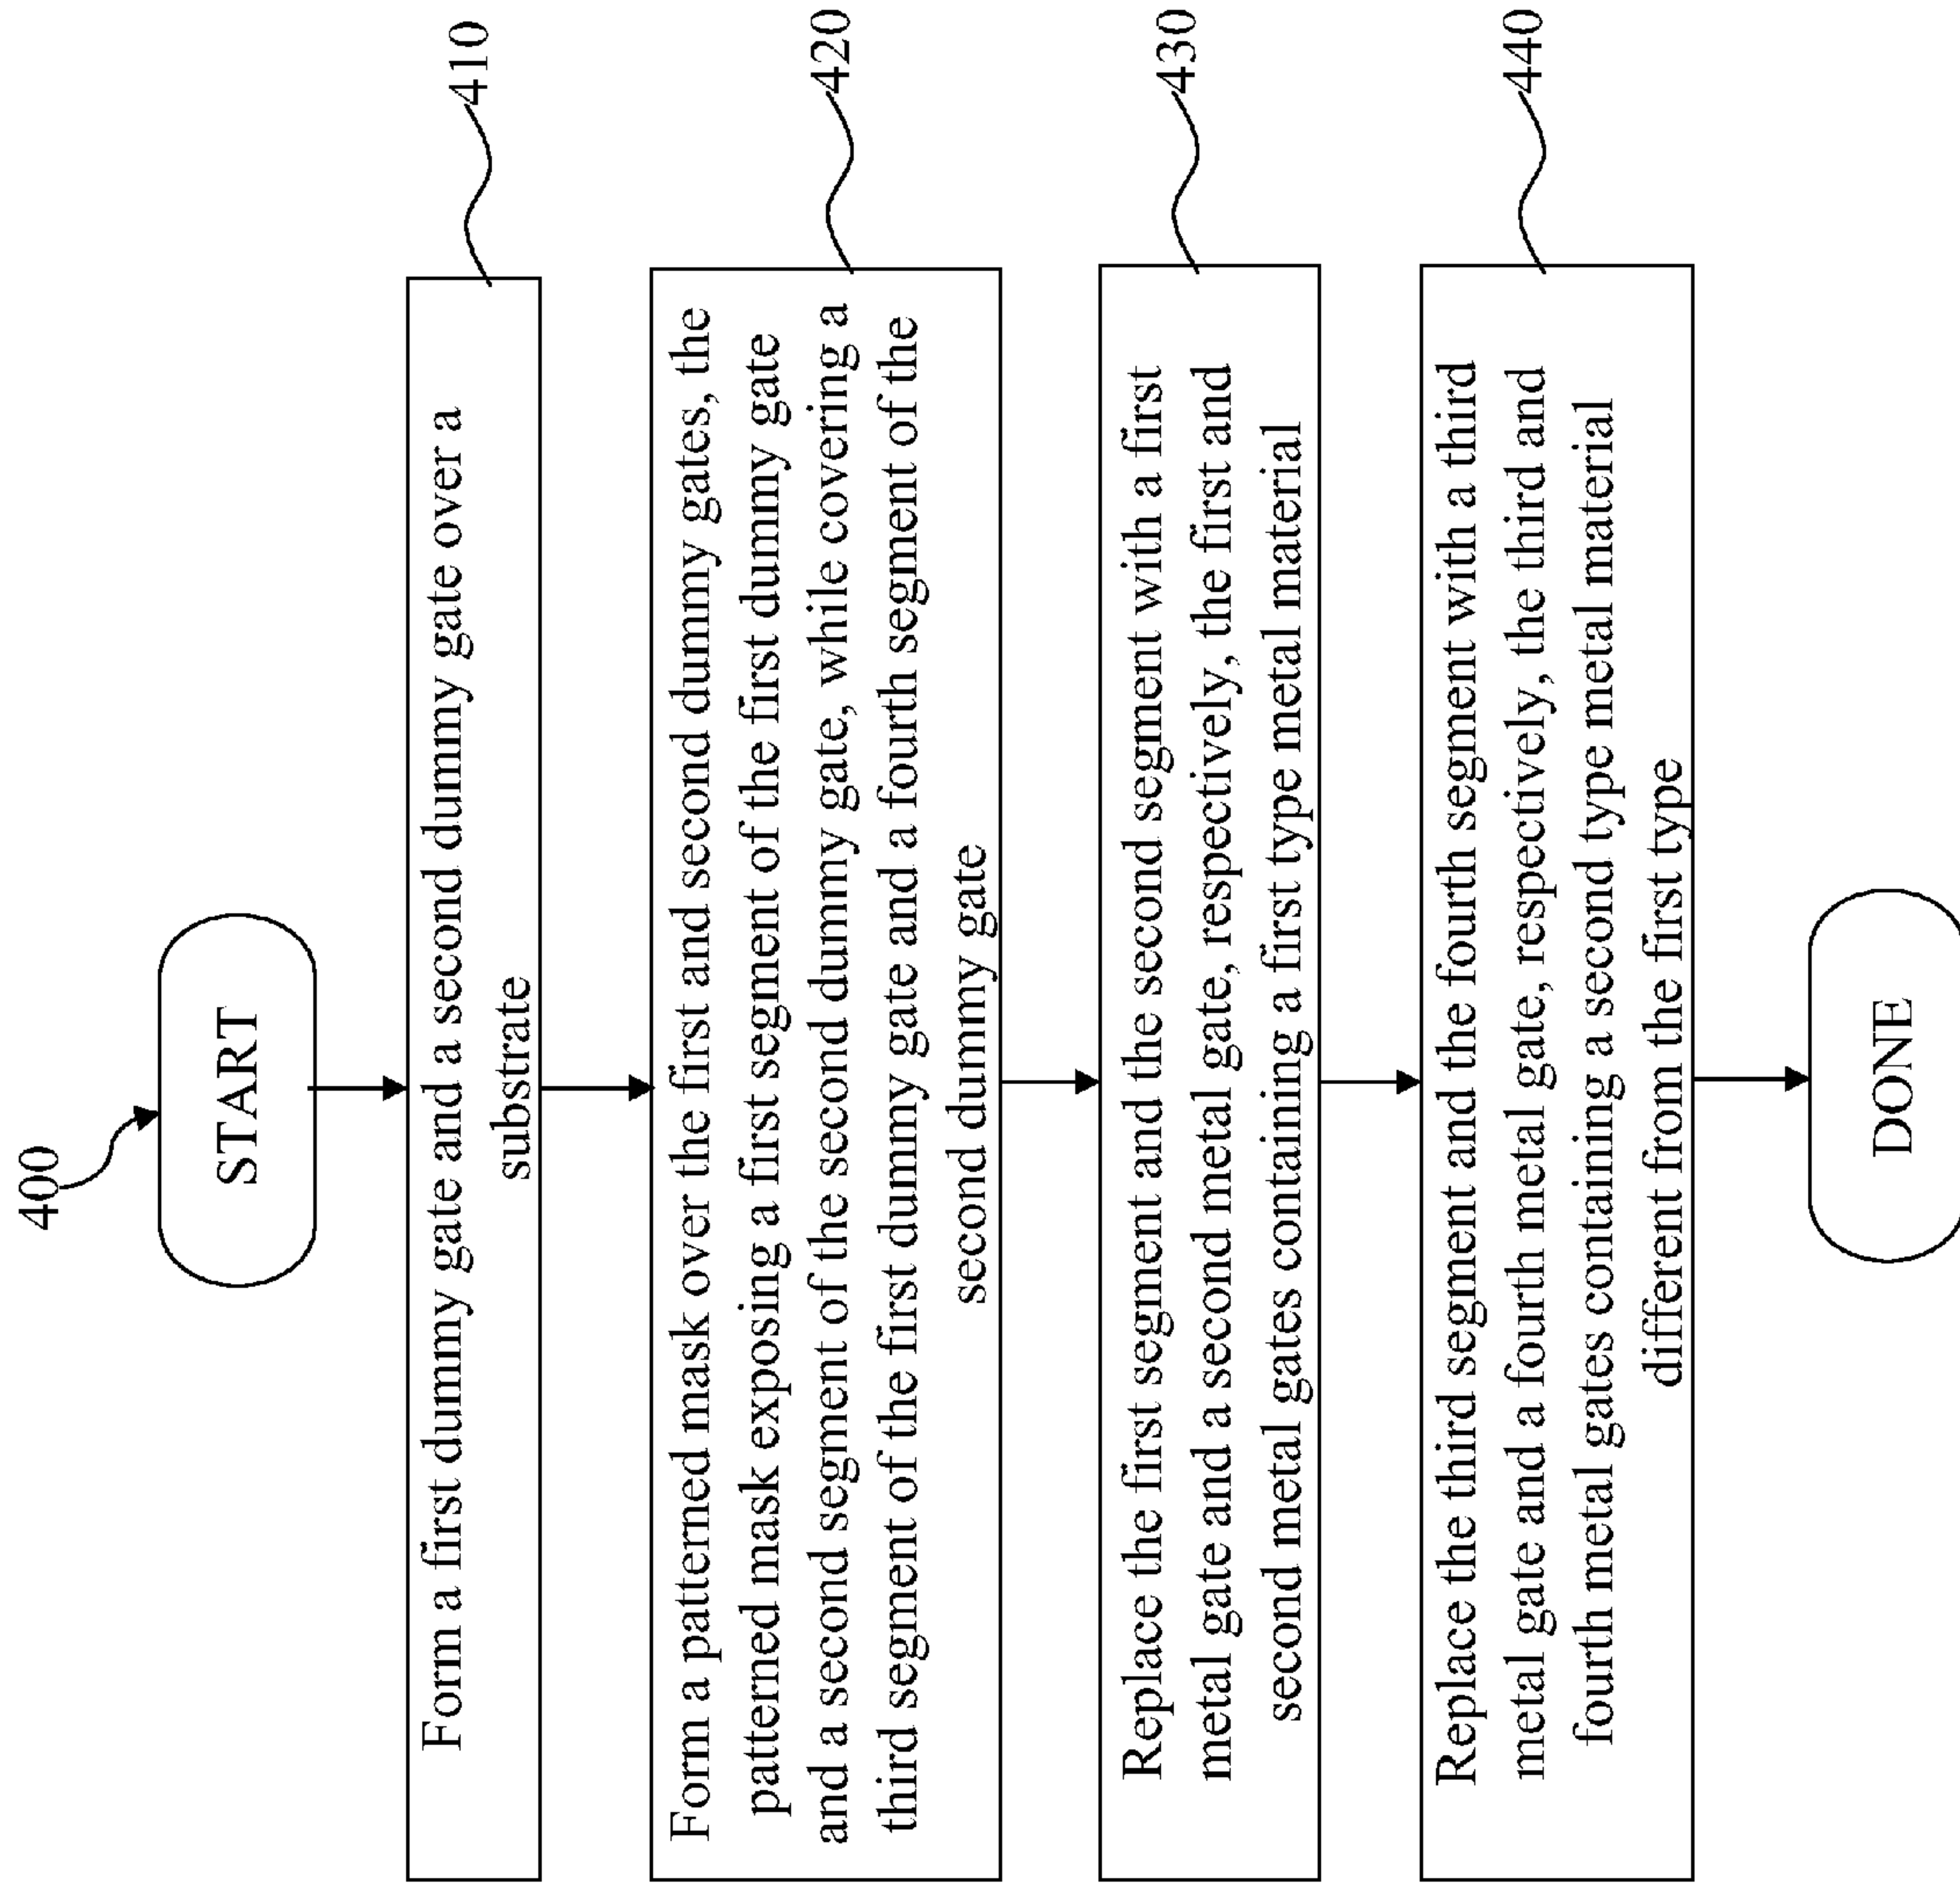 400
START
Form a first dummy gate and a second dummy gate over a
substrate
410
Form a patterned mask over the first and second dummy gates, the
patterned mask exposing a first segment of the first dummy gate
and a second segment of the second dummy gate, while covering a
third segment of the first dummy gate and a fourth segment of the
second dummy gate
420
Replace the first segment and the second segment with a first
metal gate and a second metal gate, respectively, the first and
second metal gates containing a first type metal material
430
Replace the third segment and the fourth segment with a third
metal gate and a fourth metal gate, respectively, the third and
fourth metal gates containing a second type metal material
different from the first type
440
DONE